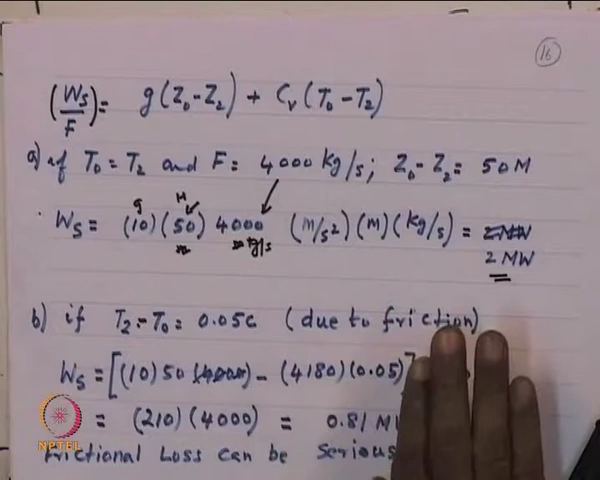 16
(Ws/F) = g(Z0-Z2) + Cv(T0-T2)
a) if T0 = T2 and F = 4000 kg/s; Z0-Z2 = 50M
g M
Ws = (10)(50) 4000 (m/s²)(m)(kg/s) =
kg/s
2 MW
b) if T2-T0 = 0.05c (due to friction)
Ws = [(10) 50 - (4180)(0.05)]
= (210)(4000) = 0.81 M
Frictional Loss can be Serious
NPTEL